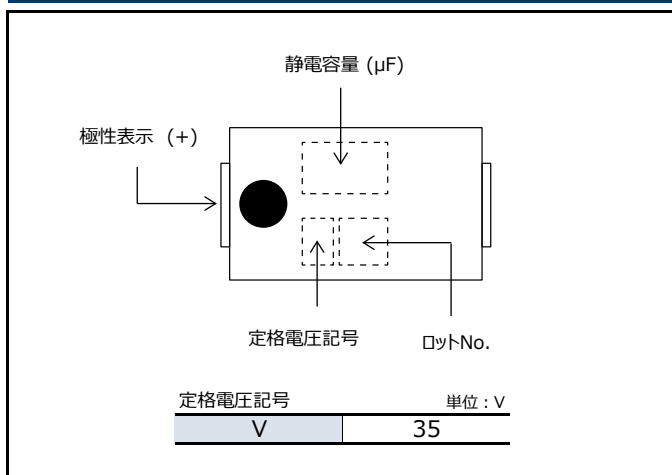 静電容量 (µF)
極性表示 (+)
定格電圧記号
ロットNo.
定格電圧記号 単位 : V
V 35